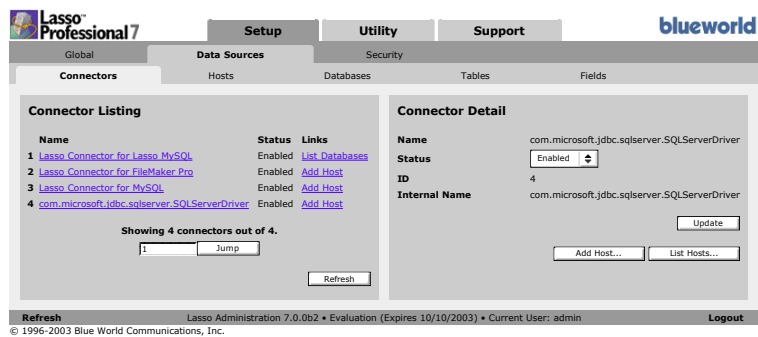 Lasso™
Professional 7
Setup Utility Support
blueworld
Global Data Sources Security
Connectors Hosts Databases Tables Fields
Connector Listing
Name Status Links
1 Lasso Connector for Lasso MySQL Enabled List Databases
2 Lasso Connector for FileMaker Pro Enabled Add Host
3 Lasso Connector for MySQL Enabled Add Host
4 com.microsoft.jdbc.sqlserver.SQLServerDriver Enabled Add Host
Showing 4 connectors out of 4.
1 Jump
Refresh
Connector Detail
Name com.microsoft.jdbc.sqlserver.SQLServerDriver
Status Enabled
ID 4
Internal Name com.microsoft.jdbc.sqlserver.SQLServerDriver
Update
Add Host... List Hosts...
Refresh Lasso Administration 7.0.0b2 • Evaluation (Expires 10/10/2003) • Current User: admin Logout
© 1996-2003 Blue World Communications, Inc.